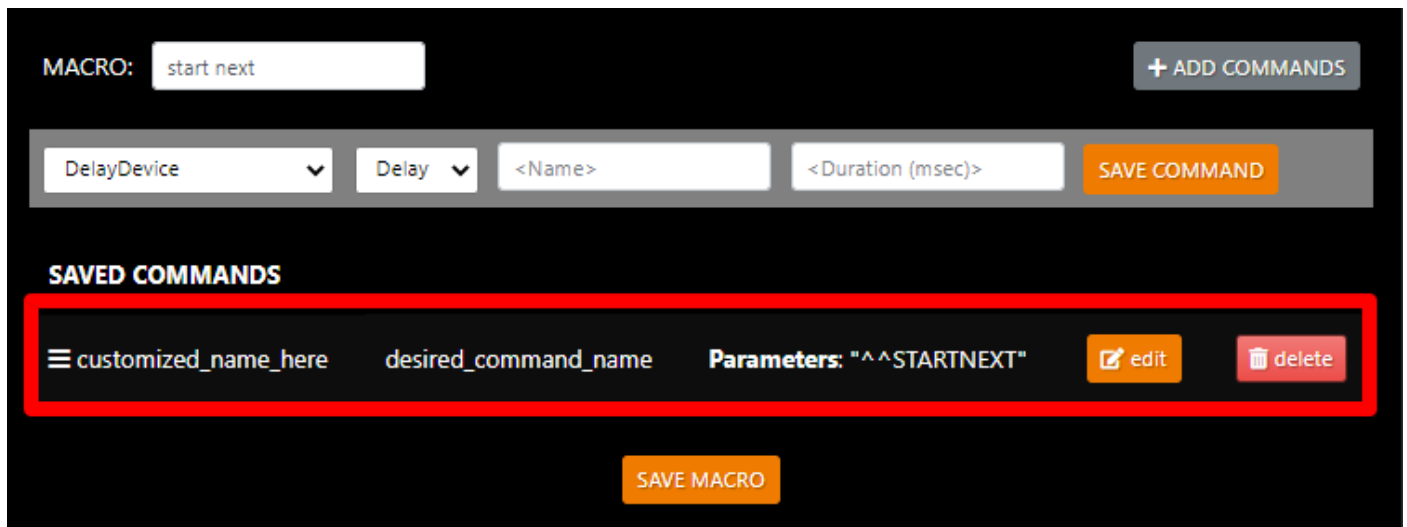 MACRO: start next + ADD COMMANDS
DelayDevice Delay <Name> <Duration (msec)> SAVE COMMAND
SAVED COMMANDS
customized_name_here desired_command_name Parameters: "^^STARTNEXT" edit delete
SAVE MACRO